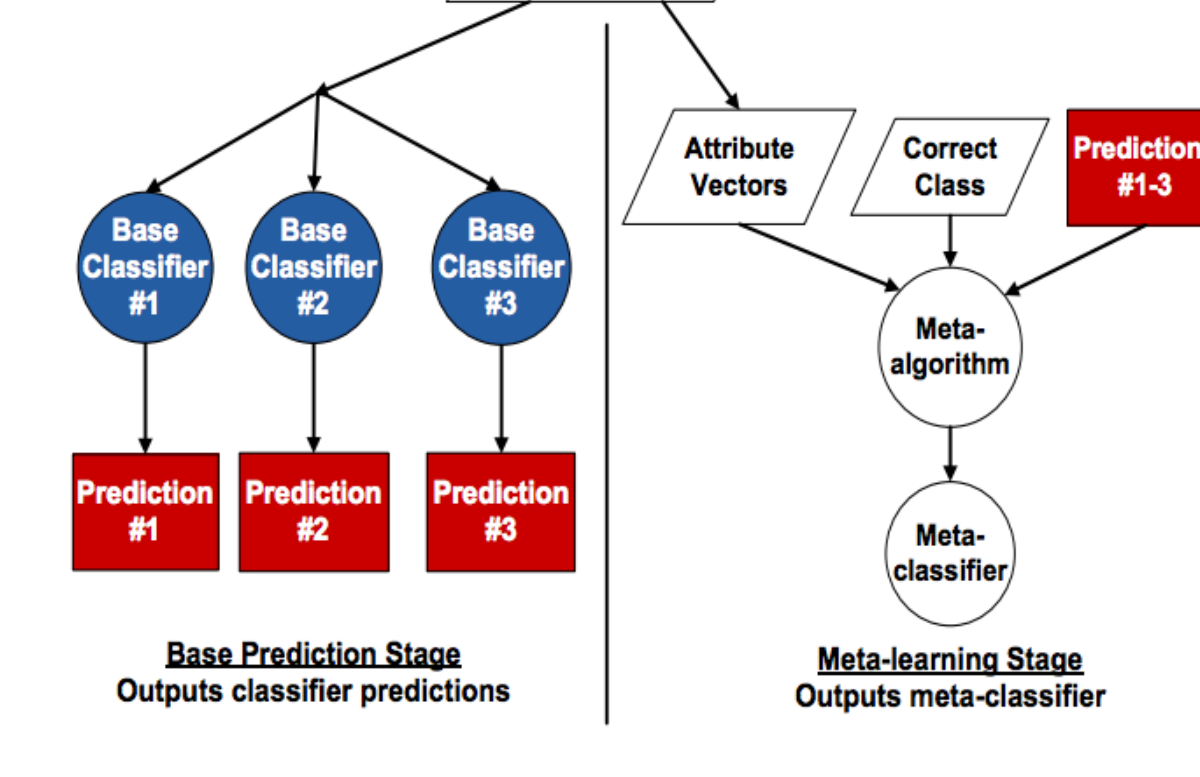 Base
Classifier
#1
Base
Classifier
#2
Base
Classifier
#3
Prediction
#1
Prediction
#2
Prediction
#3
Base Prediction Stage
Outputs classifier predictions
Attribute
Vectors
Correct
Class
Prediction
#1-3
Meta-
algorithm
Meta-
classifier
Meta-learning Stage
Outputs meta-classifier